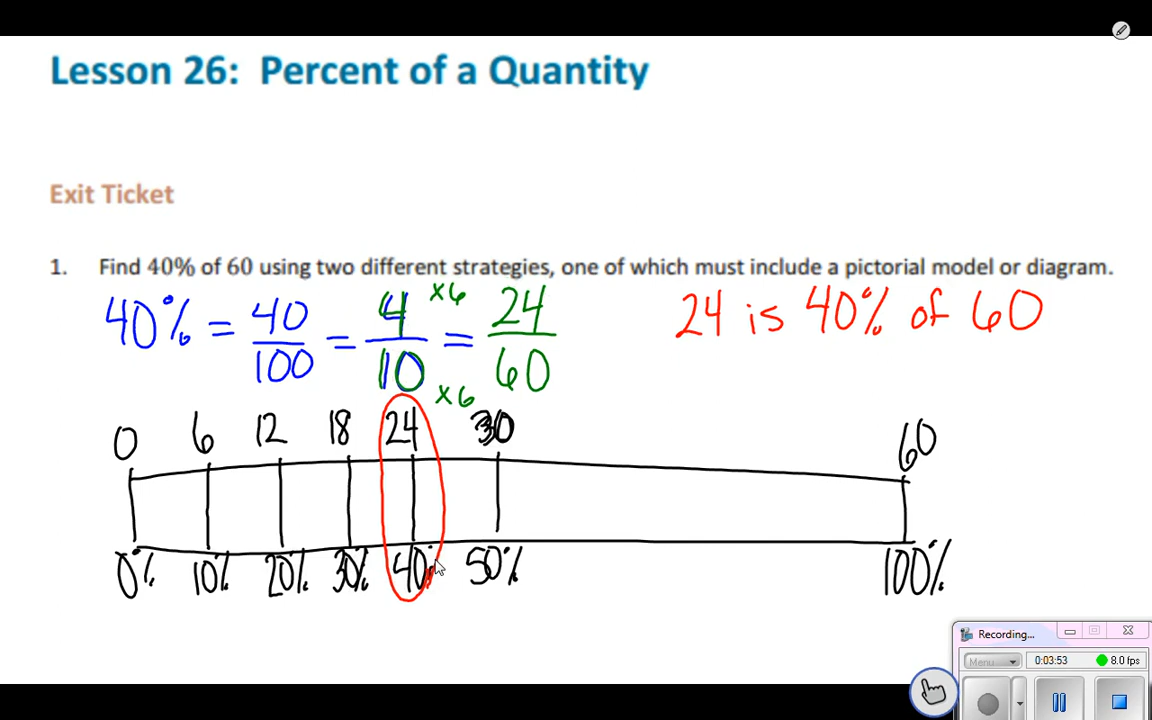 Lesson 26: Percent of a Quantity
Exit Ticket
1. Find 40% of 60 using two different strategies, one of which must include a pictorial model or diagram.
40% = 40/100 = 4/10 = 24/60
×6
×6
24 is 40% of 60
0 6 12 18 24 30 60
0% 10% 20% 30% 40% 50% 100%
Recording...
Menu 0:03:53 8.0 fps